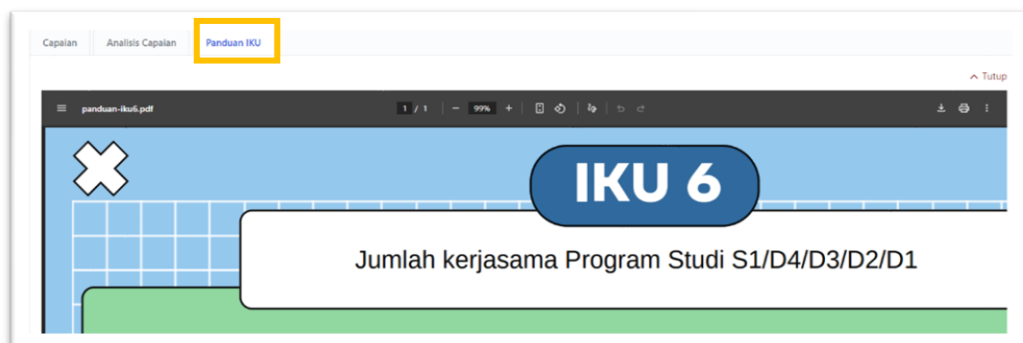 Capaian Analisis Capaian Panduan IKU
Tutup
panduan-iku6.pdf 1 / 1 99%
IKU 6
Jumlah kerjasama Program Studi S1/D4/D3/D2/D1